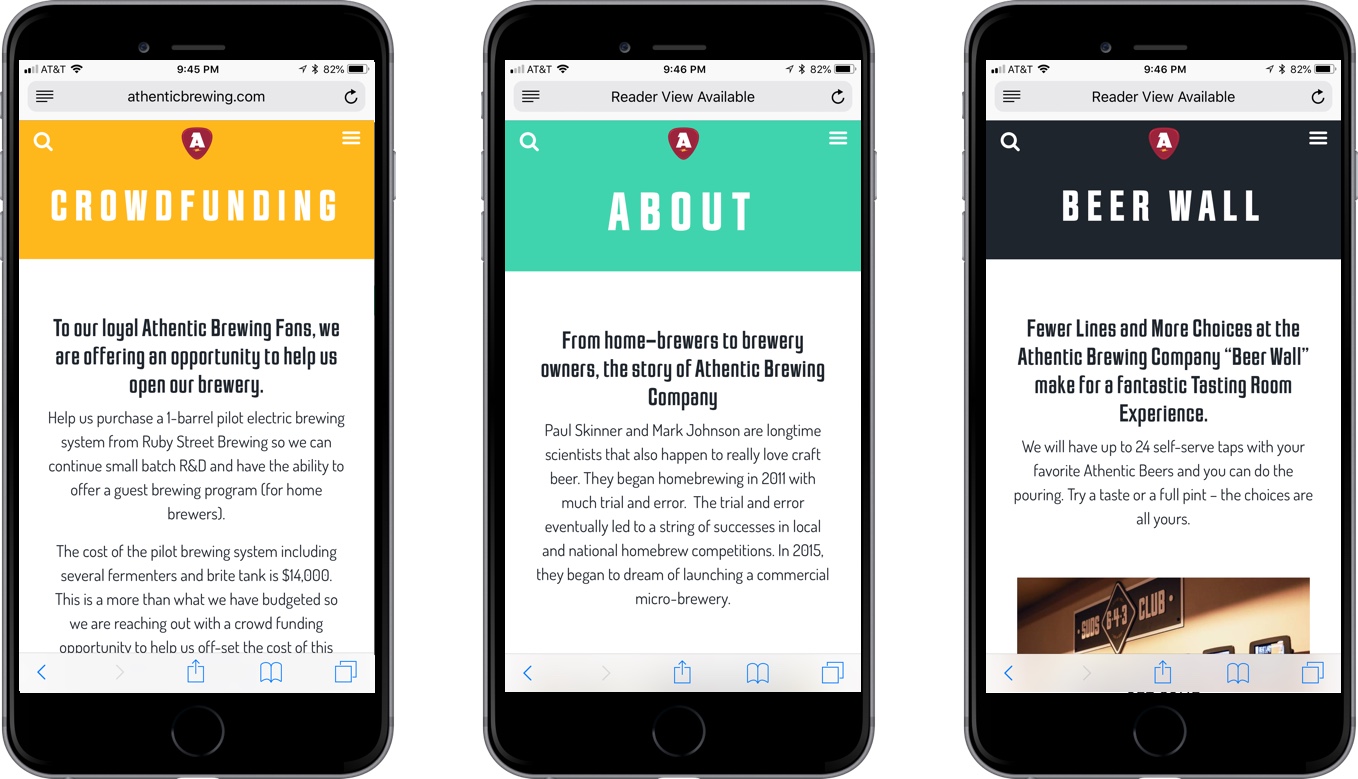 AT&T 9:45 PM 82%
athenticbrewing.com
A
CROWDFUNDING
To our loyal Athentic Brewing Fans, we
are offering an opportunity to help us
open our brewery.
Help us purchase a 1-barrel pilot electric brewing
system from Ruby Street Brewing so we can
continue small batch R&D and have the ability to
offer a guest brewing program (for home
brewers).
The cost of the pilot brewing system including
several fermenters and brite tank is $14,000.
This is a more than what we have budgeted so
we are reaching out with a crowd funding
opportunity to help us off-set the cost of this
AT&T 9:46 PM 82%
Reader View Available
A
ABOUT
From home-brewers to brewery
owners, the story of Athentic Brewing
Company
Paul Skinner and Mark Johnson are longtime
scientists that also happen to really love craft
beer. They began homebrewing in 2011 with
much trial and error. The trial and error
eventually led to a string of successes in local
and national homebrew competitions. In 2015,
they began to dream of launching a commercial
micro-brewery.
AT&T 9:46 PM 82%
Reader View Available
A
BEER WALL
Fewer Lines and More Choices at the
Athentic Brewing Company “Beer Wall”
make for a fantastic Tasting Room
Experience.
We will have up to 24 self-serve taps with your
favorite Athentic Beers and you can do the
pouring. Try a taste or a full pint – the choices are
all yours.
SUDS 6-4-3 CLUB